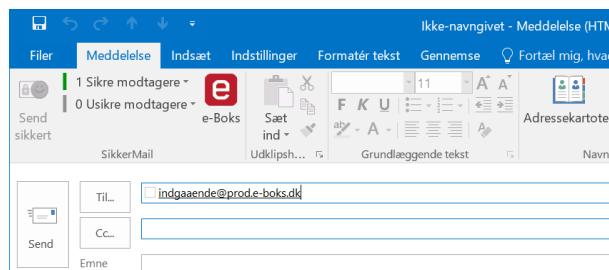 Ikke-navngivet - Meddelelse (HTM
Filer Meddelelse Indsæt Indstillinger Formatér tekst Gennemse Fortæl mig, hva
1 Sikre modtagere
0 Usikre modtagere
Send sikkert
e
e-Boks
Sæt ind
11 A A
F K U
ab A
Adressekartote
SikkerMail Udklipsh... Grundlæggende tekst Navn
Til... indgaaende@prod.e-boks.dk
Cc...
Send
Emne